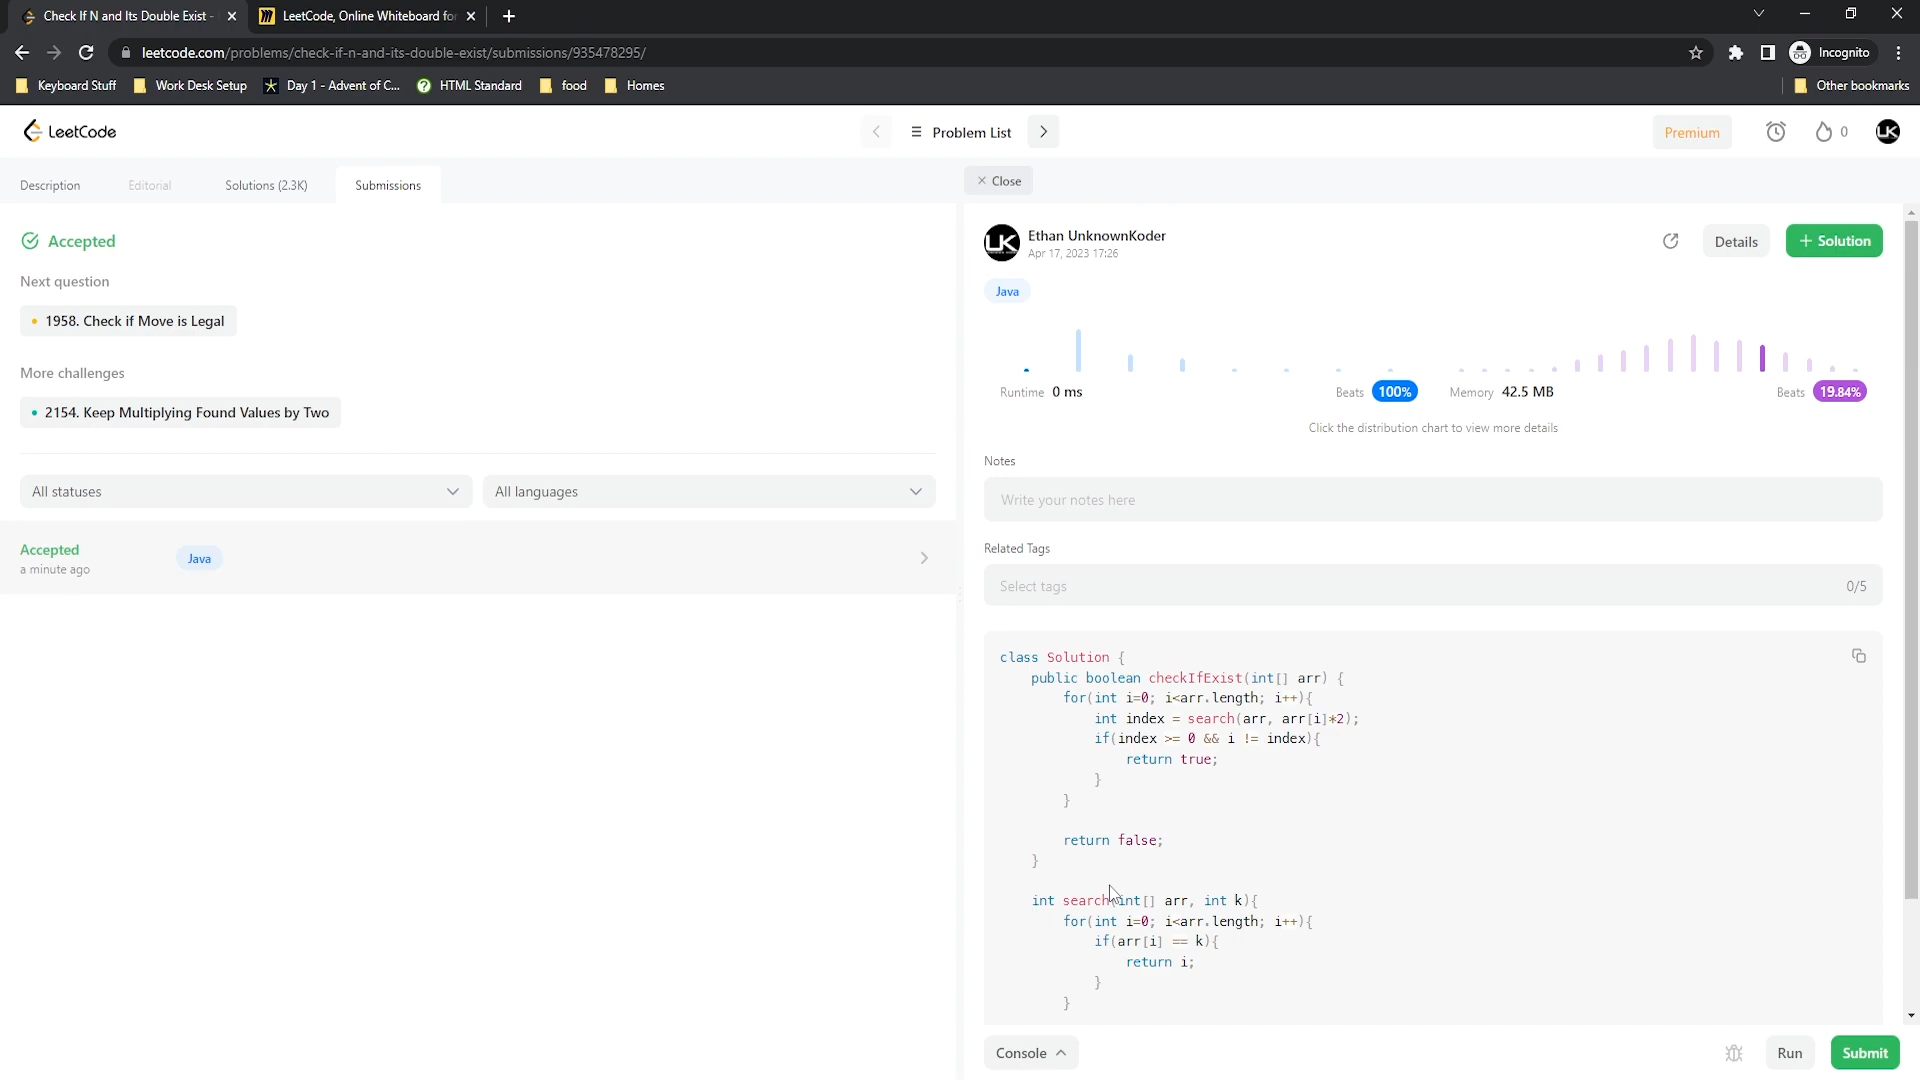 Check If N and Its Double Exist -
LeetCode, Online Whiteboard for
leetcode.com/problems/check-if-n-and-its-double-exist/submissions/935478295/
Incognito
Keyboard Stuff
Work Desk Setup
Day 1 - Advent of C...
HTML Standard
food
Homes
Other bookmarks
LeetCode
Problem List
Premium
0
LK
Description
Editorial
Solutions (2.3K)
Submissions
Close
Accepted
Next question
1958. Check if Move is Legal
More challenges
2154. Keep Multiplying Found Values by Two
All statuses
All languages
Accepted
a minute ago
Java
LK
Ethan UnknownKoder
Apr 17, 2023 17:26
Details
+ Solution
Java
Runtime 0 ms
Beats 100%
Memory 42.5 MB
Beats 19.84%
Click the distribution chart to view more details
Notes
Write your notes here
Related Tags
Select tags
0/5
class Solution {
public boolean checkIfExist(int[] arr) {
for(int i=0; i<arr.length; i++){
int index = search(arr, arr[i]*2);
if(index >= 0 && i != index){
return true;
}
}
return false;
}
int search(int[] arr, int k){
for(int i=0; i<arr.length; i++){
if(arr[i] == k){
return i;
}
}
Console
Run
Submit